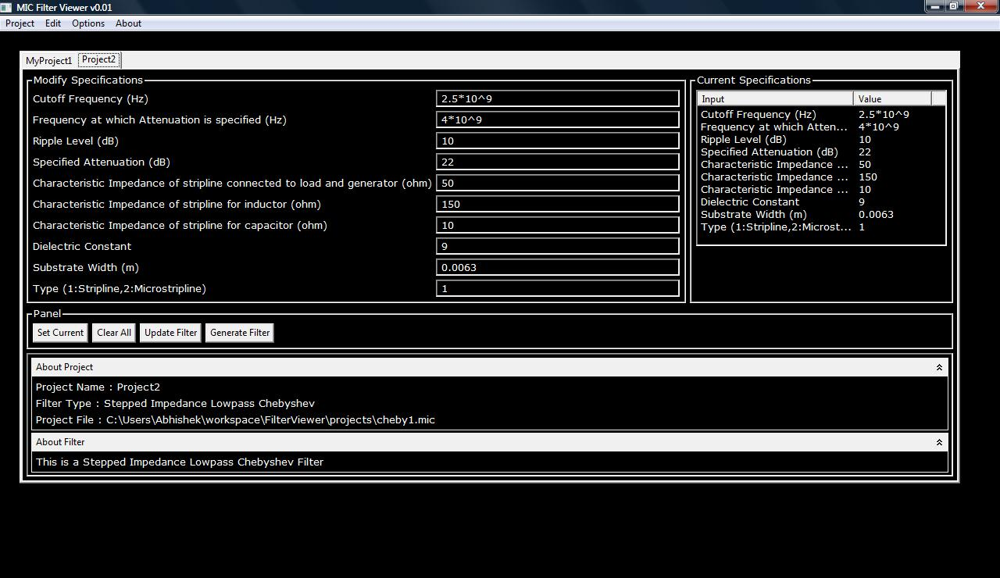 MIC Filter Viewer v0.01
Project Edit Options About
MyProject1 Project2
Modify Specifications
Cutoff Frequency (Hz) 2.5*10^9
Frequency at which Attenuation is specified (Hz) 4*10^9
Ripple Level (dB) 10
Specified Attenuation (dB) 22
Characteristic Impedance of stripline connected to load and generator (ohm) 50
Characteristic Impedance of stripline for inductor (ohm) 150
Characteristic Impedance of stripline for capacitor (ohm) 10
Dielectric Constant 9
Substrate Width (m) 0.0063
Type (1:Stripline,2:Microstripline) 1
Current Specifications
Input Value
Cutoff Frequency (Hz) 2.5*10^9
Frequency at which Atten... 4*10^9
Ripple Level (dB) 10
Specified Attenuation (dB) 22
Characteristic Impedance ... 50
Characteristic Impedance ... 150
Characteristic Impedance ... 10
Dielectric Constant 9
Substrate Width (m) 0.0063
Type (1:Stripline,2:Microst... 1
Panel
Set Current Clear All Update Filter Generate Filter
About Project
Project Name : Project2
Filter Type : Stepped Impedance Lowpass Chebyshev
Project File : C:\Users\Abhishek\workspace\FilterViewer\projects\cheby1.mic
About Filter
This is a Stepped Impedance Lowpass Chebyshev Filter